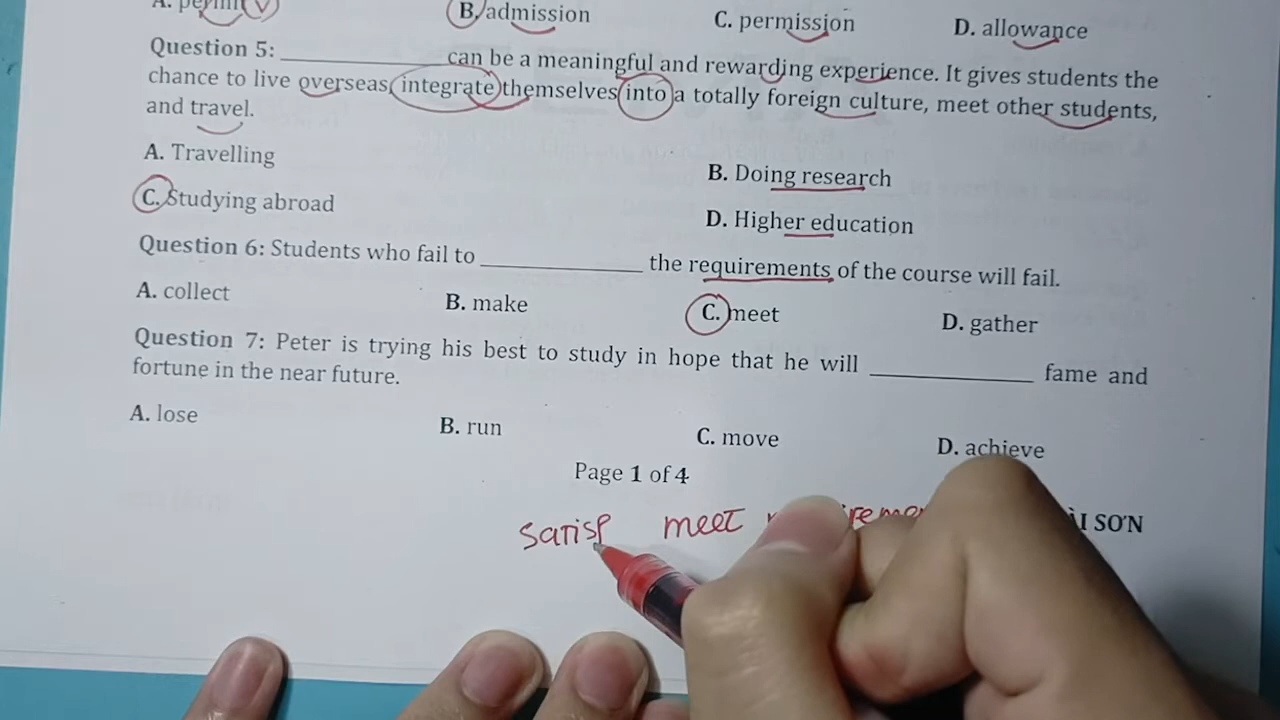 B. admission C. permission D. allowance
Question 5: ____________ can be a meaningful and rewarding experience. It gives students the
chance to live overseas, integrate themselves into a totally foreign culture, meet other students,
and travel.
A. Travelling B. Doing research
C. Studying abroad D. Higher education
Question 6: Students who fail to ____________ the requirements of the course will fail.
A. collect B. make C. meet D. gather
Question 7: Peter is trying his best to study in hope that he will ____________ fame and
fortune in the near future.
A. lose B. run C. move D. achieve
Page 1 of 4
satisf meet SƠN